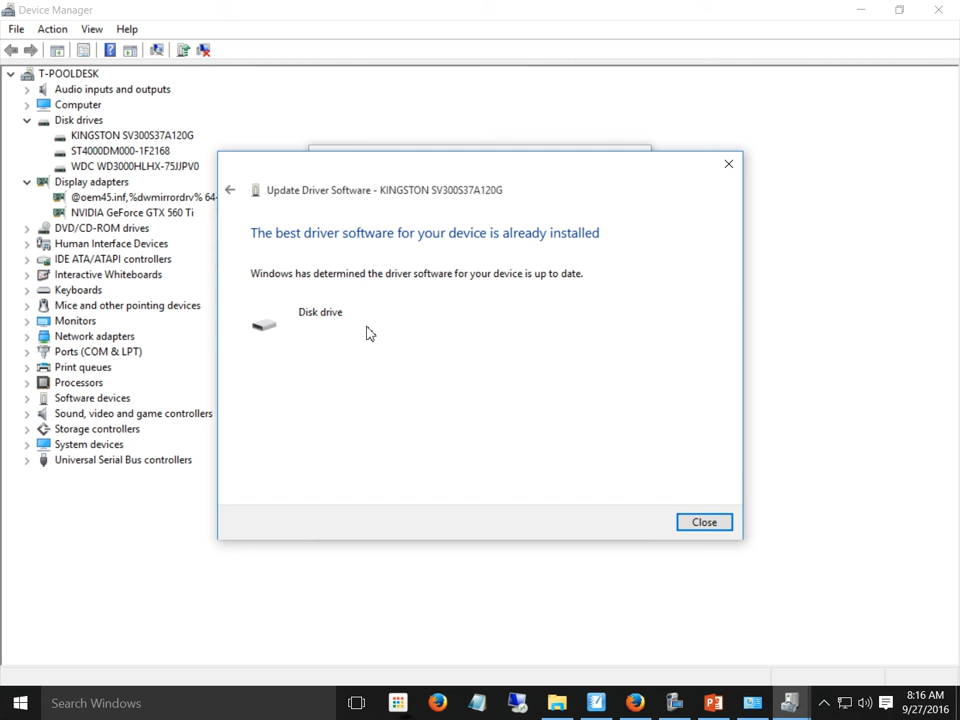 Device Manager
File Action View Help
T-POOLDESK
Audio inputs and outputs
Computer
Disk drives
KINGSTON SV300S37A120G
ST4000DM000-1F2168
WDC WD3000HLHX-75JJPV0
Display adapters
@oem45.inf,%dwmirrordrv% 64-
NVIDIA GeForce GTX 560 Ti
DVD/CD-ROM drives
Human Interface Devices
IDE ATA/ATAPI controllers
Interactive Whiteboards
Keyboards
Mice and other pointing devices
Monitors
Network adapters
Ports (COM & LPT)
Print queues
Processors
Software devices
Sound, video and game controllers
Storage controllers
System devices
Universal Serial Bus controllers
Update Driver Software - KINGSTON SV300S37A120G
The best driver software for your device is already installed
Windows has determined the driver software for your device is up to date.
Disk drive
Close
Search Windows
8:16 AM
9/27/2016